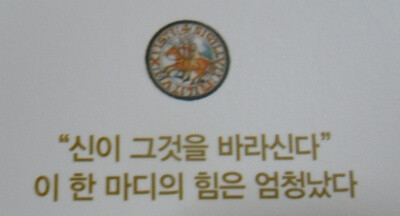 “신이 그것을 바라신다”
이 한 마디의 힘은 엄청났다